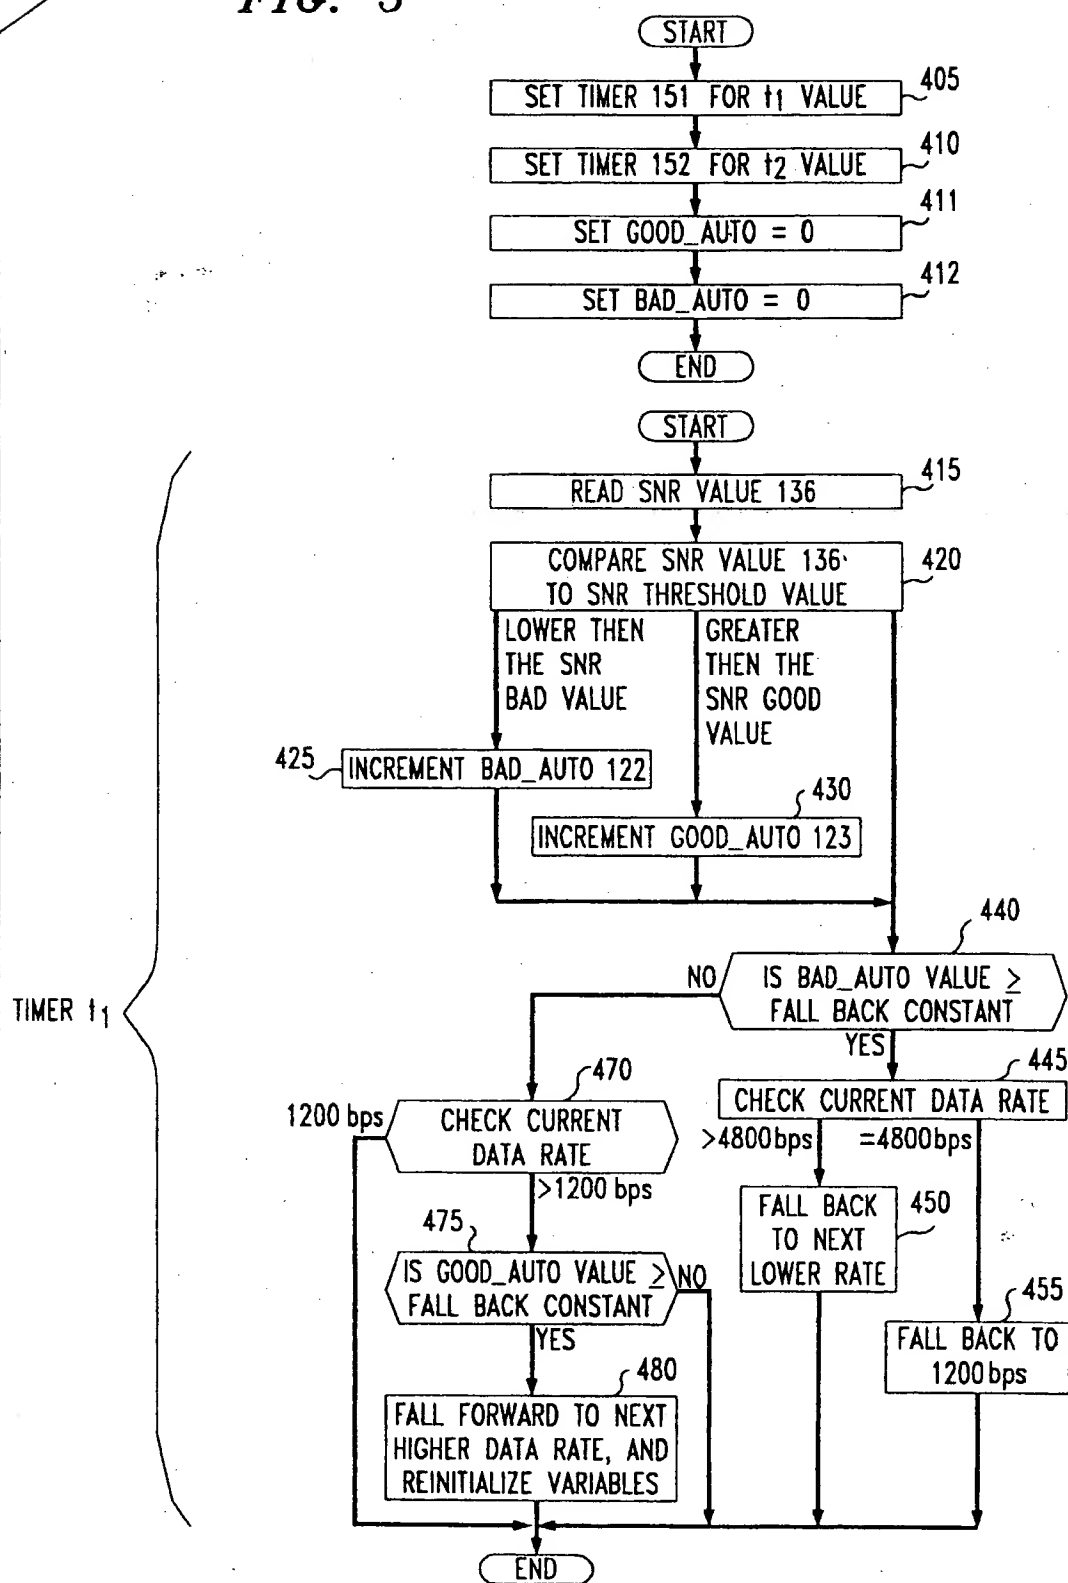 FIG. 3
START
SET TIMER 151 FOR t1 VALUE
405
SET TIMER 152 FOR t2 VALUE
410
SET GOOD_AUTO = 0
411
SET BAD_AUTO = 0
412
END
START
READ SNR VALUE 136
415
COMPARE SNR VALUE 136
TO SNR THRESHOLD VALUE
420
LOWER THEN
THE SNR
BAD VALUE
GREATER
THEN THE
SNR GOOD
VALUE
425
INCREMENT BAD_AUTO 122
430
INCREMENT GOOD_AUTO 123
440
IS BAD_AUTO VALUE ≥
FALL BACK CONSTANT
NO
YES
TIMER t1
445
CHECK CURRENT DATA RATE
>4800bps
=4800bps
470
1200 bps
CHECK CURRENT
DATA RATE
>1200 bps
450
FALL BACK
TO NEXT
LOWER RATE
475
IS GOOD_AUTO VALUE ≥
FALL BACK CONSTANT
NO
YES
455
FALL BACK TO
1200bps
480
FALL FORWARD TO NEXT
HIGHER DATA RATE, AND
REINITIALIZE VARIABLES
END